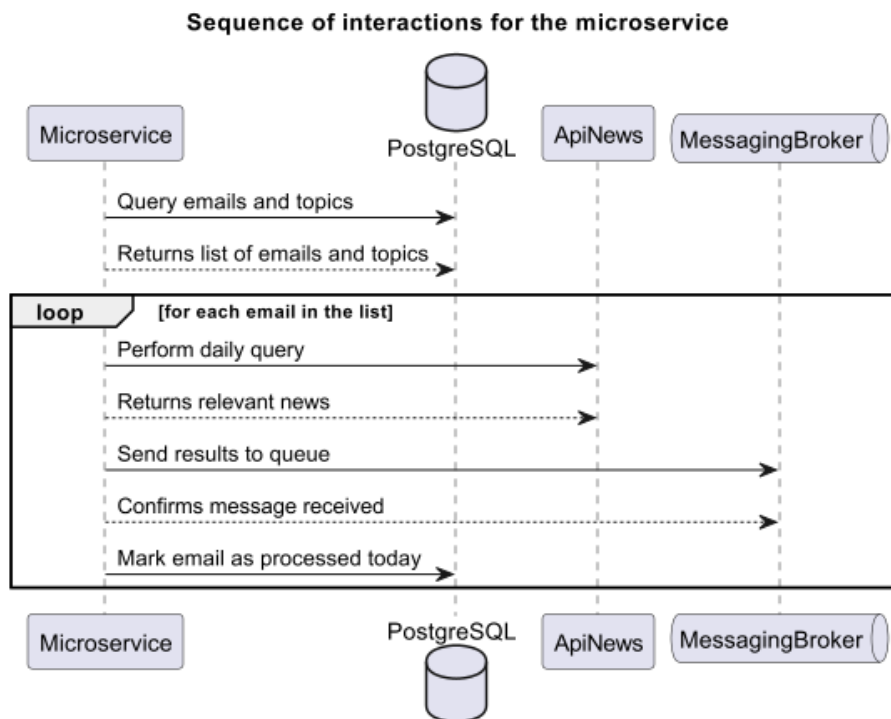 Sequence of interactions for the microservice
Microservice
PostgreSQL
ApiNews
MessagingBroker
Query emails and topics
Returns list of emails and topics
loop
[for each email in the list]
Perform daily query
Returns relevant news
Send results to queue
Confirms message received
Mark email as processed today
Microservice
PostgreSQL
ApiNews
MessagingBroker